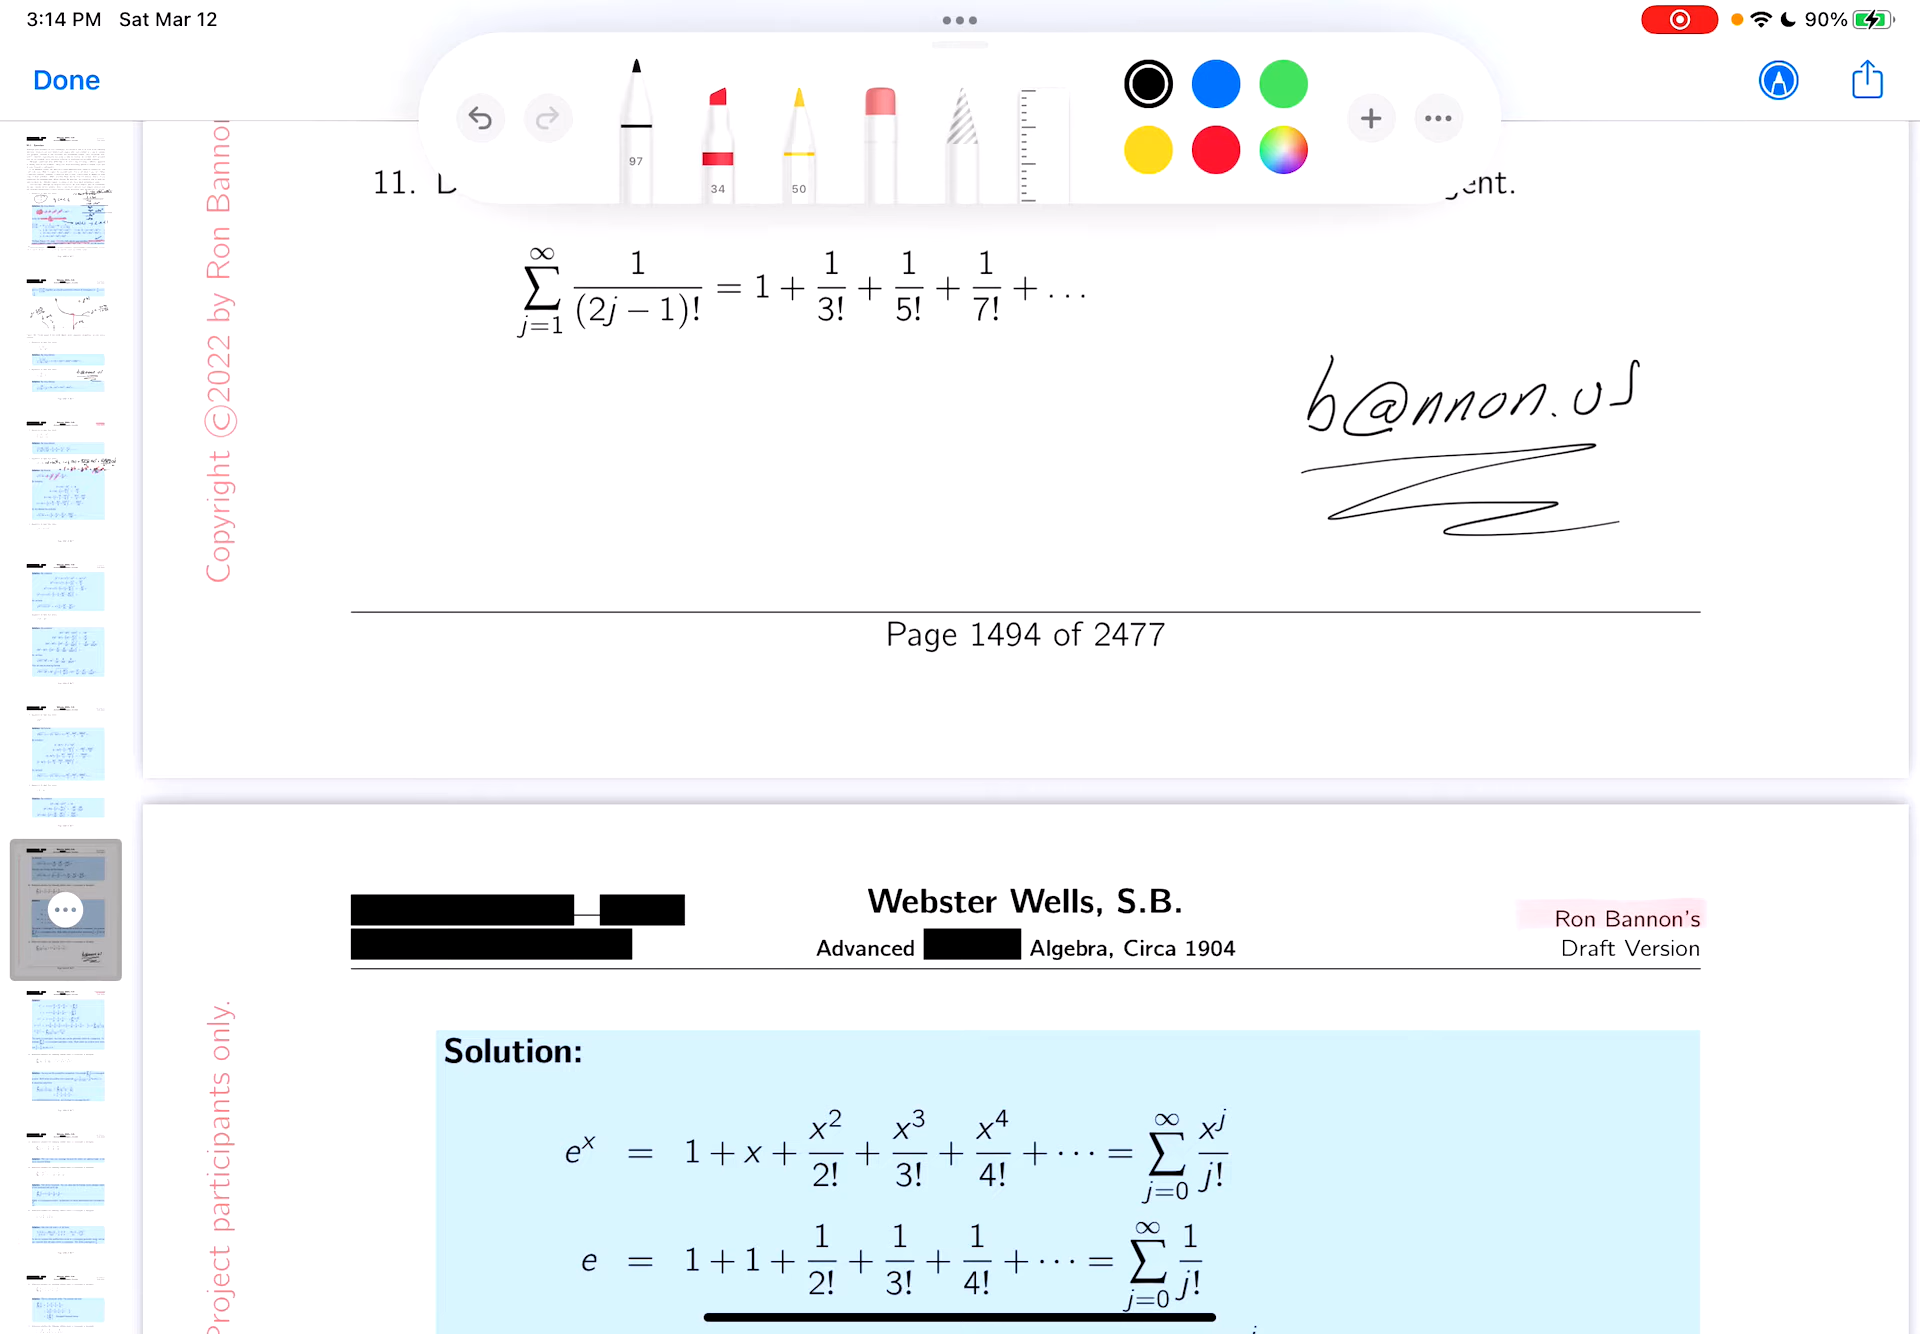 3:14 PM Sat Mar 12
90%
Done
97
34
50
11.
ent.
∞ ∑ j=1 1/(2j − 1)! = 1 + 1/3! + 1/5! + 1/7! + ...
b@nnon.us
Copyright ©2022 by Ron Banno
Page 1494 of 2477
Webster Wells, S.B.
Advanced Algebra, Circa 1904
Ron Bannon's
Draft Version
Project participants only.
Solution:
e^x = 1 + x + x^2/2! + x^3/3! + x^4/4! + ··· = ∞ ∑ j=0 x^j/j!
e = 1 + 1 + 1/2! + 1/3! + 1/4! + ··· = ∞ ∑ j=0 1/j!